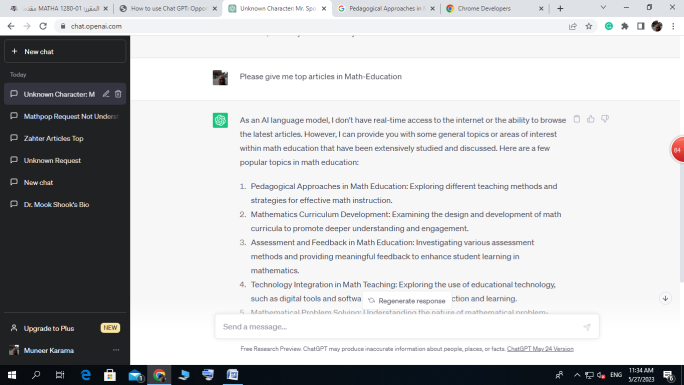 المقرر: MATHA 1280-01
How to use Chat GPT: Oppor
Unknown Character: Mr. Spo
Pedagogical Approaches in M
Chrome Developers
chat.openai.com
New chat
Today
Unknown Character: M
Mathpop Request Not Underst
Zahter Articles Top
Unknown Request
New chat
Dr. Mook Shook's Bio
Upgrade to Plus NEW
Muneer Karama
Please give me top articles in Math-Education
As an AI language model, I don't have real-time access to the internet or the ability to browse
the latest articles. However, I can provide you with some general topics or areas of interest
within math education that have been extensively studied and discussed. Here are a few
popular topics in math education:
1. Pedagogical Approaches in Math Education: Exploring different teaching methods and
strategies for effective math instruction.
2. Mathematics Curriculum Development: Examining the design and development of math
curricula to promote deeper understanding and engagement.
3. Assessment and Feedback in Math Education: Investigating various assessment
methods and providing meaningful feedback to enhance student learning in
mathematics.
4. Technology Integration in Math Teaching: Exploring the use of educational technology,
such as digital tools and softwa
Regenerate response
ction and learning.
5. Mathematical Problem Solving: Understanding the nature of mathematical problem-
Send a message...
Free Research Preview. ChatGPT may produce inaccurate information about people, places, or facts. ChatGPT May 24 Version
84
ENG
11:34 AM
5/27/2023